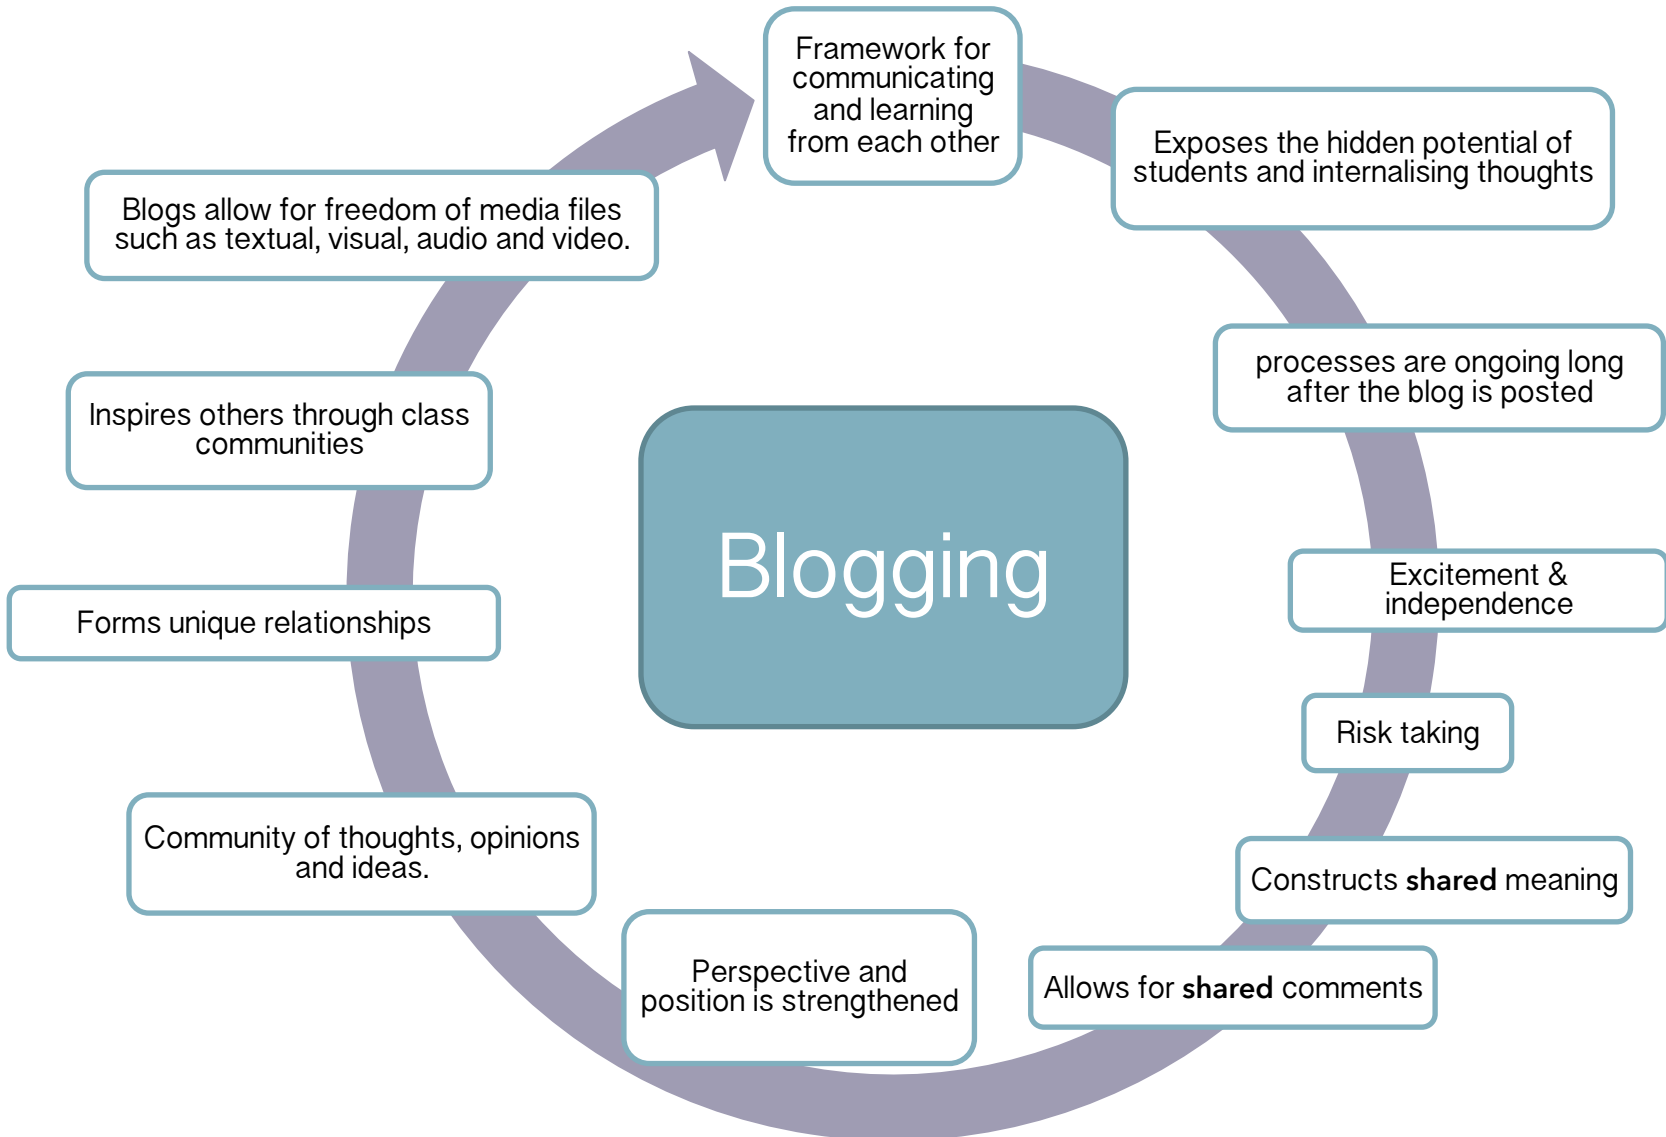 Framework for
communicating
and learning
from each other
Exposes the hidden potential of
students and internalising thoughts
processes are ongoing long
after the blog is posted
Excitement &
independence
Risk taking
Constructs shared meaning
Allows for shared comments
Perspective and
position is strengthened
Community of thoughts, opinions
and ideas.
Forms unique relationships
Inspires others through class
communities
Blogs allow for freedom of media files
such as textual, visual, audio and video.
Blogging